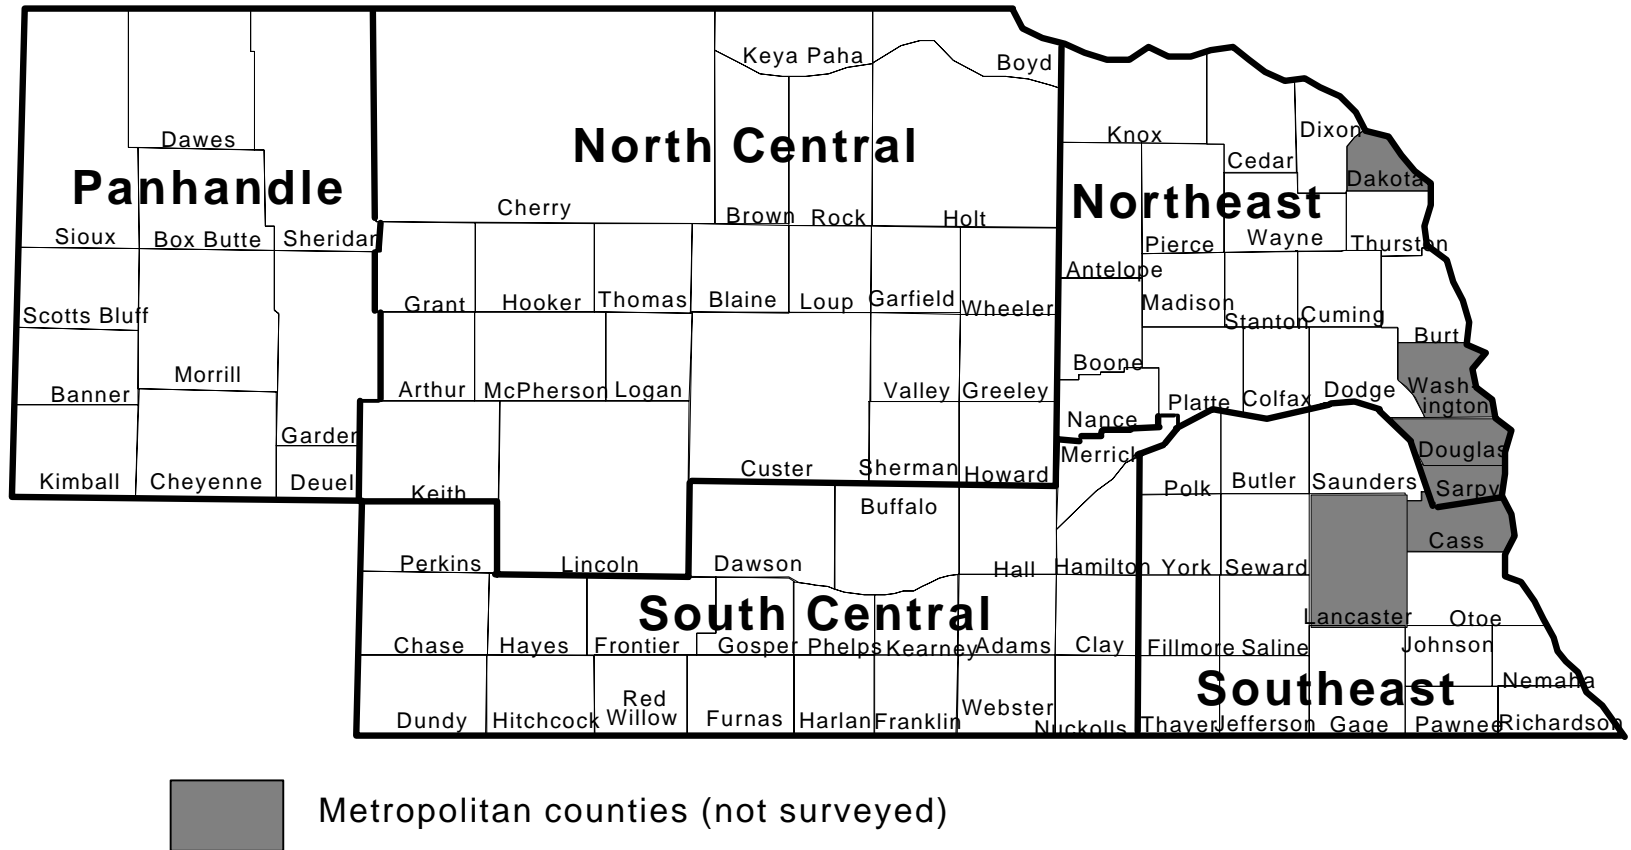 Keya Paha
Boyd
Knox
Dixon
Dawes
North Central
Cedar
Dakota
Panhandle
Northeast
Cherry
Brown
Rock
Holt
Sioux
Box Butte
Sheridan
Pierce
Wayne
Thurston
Antelope
Scotts Bluff
Grant
Hooker
Thomas
Blaine
Loup
Garfield
Wheeler
Madison
Stanton
Cuming
Burt
Banner
Morrill
Arthur
McPherson
Logan
Valley
Greeley
Boone
Platte
Colfax
Dodge
Wash-
ington
Nance
Garden
Merrick
Douglas
Kimball
Cheyenne
Deuel
Keith
Custer
Sherman
Howard
Polk
Butler
Saunders
Sarpy
Buffalo
Cass
Perkins
Lincoln
Dawson
Hall
Hamilton
York
Seward
South Central
Lancaster
Otoe
Chase
Hayes
Frontier
Gosper
Phelps
Kearney
Adams
Clay
Fillmore
Saline
Johnson
Southeast
Nemaha
Dundy
Hitchcock
Red
Willow
Furnas
Harlan
Franklin
Webster
Nuckolls
Thayer
Jefferson
Gage
Pawnee
Richardson
Metropolitan counties (not surveyed)